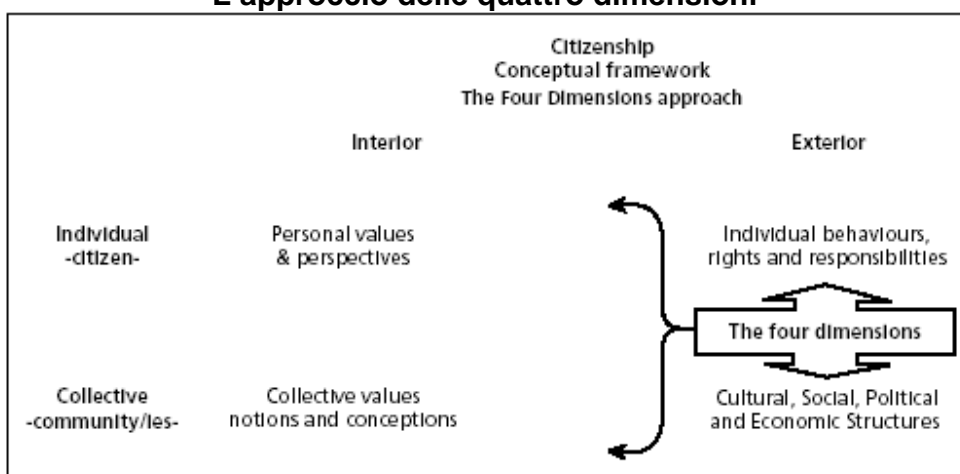 L'approccio delle quattro dimensioni
Citizenship
Conceptual framework
The Four Dimensions approach
Interior
Exterior
Individual
-citizen-
Personal values
& perspectives
Individual behaviours,
rights and responsibilities
The four dimensions
Collective
-community/ies-
Collective values
notions and conceptions
Cultural, Social, Political
and Economic Structures